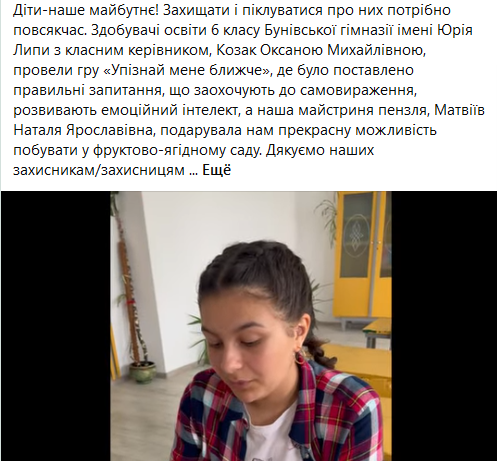 Діти-наше майбутнє! Захищати і піклуватися про них потрібно
повсякчас. Здобувачі освіти 6 класу Бунівської гімназії імені Юрія
Липи з класним керівником, Козак Оксаною Михайлівною,
провели гру «Упізнай мене ближче», де було поставлено
правильні запитання, що заохочують до самовираження,
розвивають емоційний інтелект, а наша майстриня пензля, Матвіїв
Наталя Ярославівна, подарувала нам прекрасну можливість
побувати у фруктово-ягідному саду. Дякуємо наших
захисникам/захисницям ... Ещё